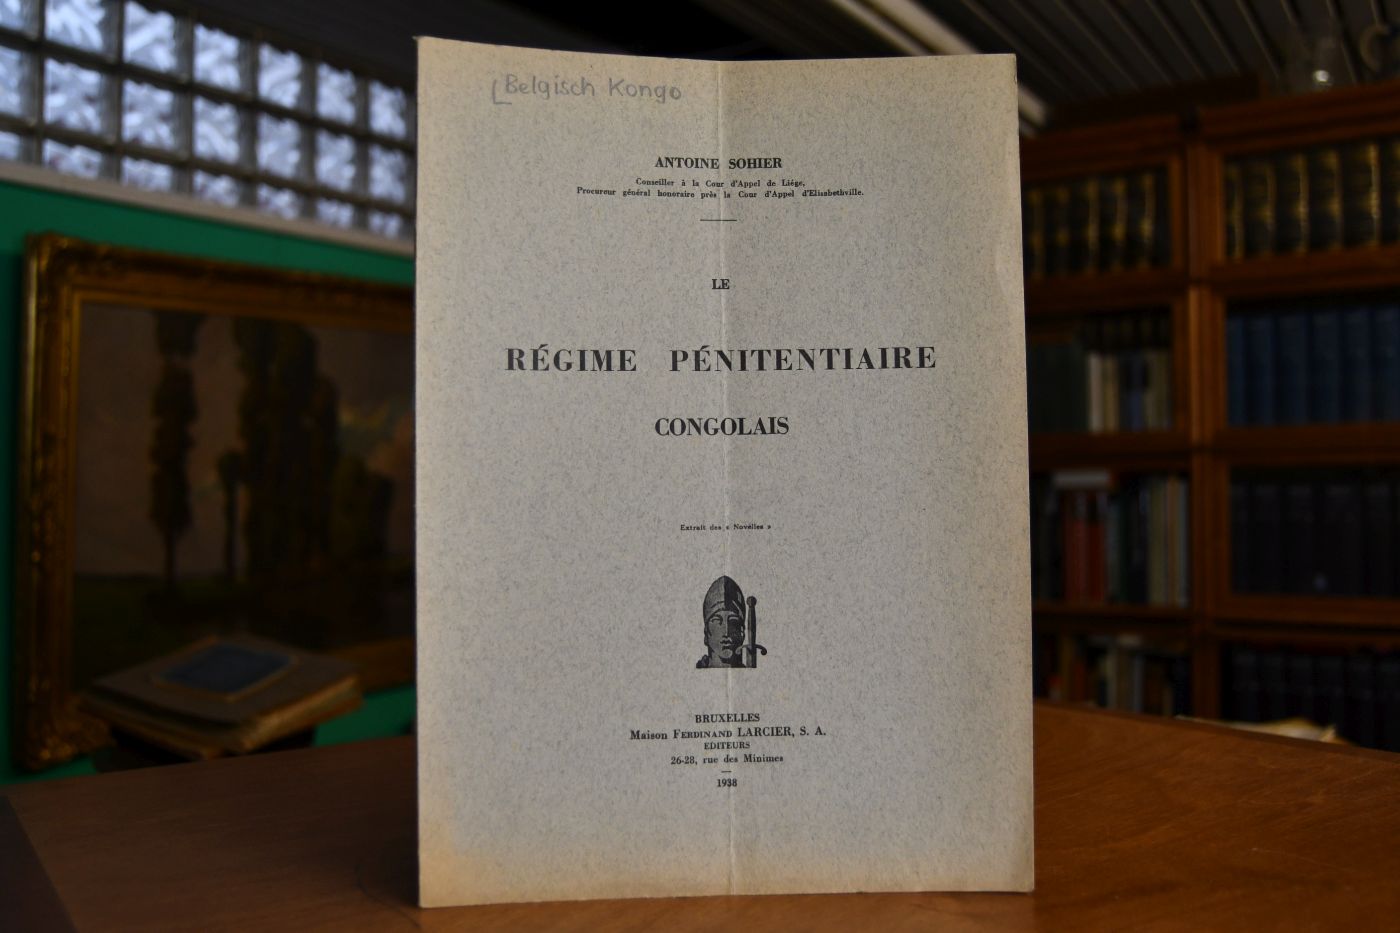 Belgisch Kongo
ANTOINE SOHIER
Conseiller à la Cour d'Appel de Liége,
Procureur général honoraire près la Cour d'Appel d'Elisabethville.
LE
RÉGIME PÉNITENTIAIRE
CONGOLAIS
Extrait des « Novelles »
BRUXELLES
Maison FERDINAND LARCIER, S. A.
EDITEURS
26-28, rue des Minimes
1938